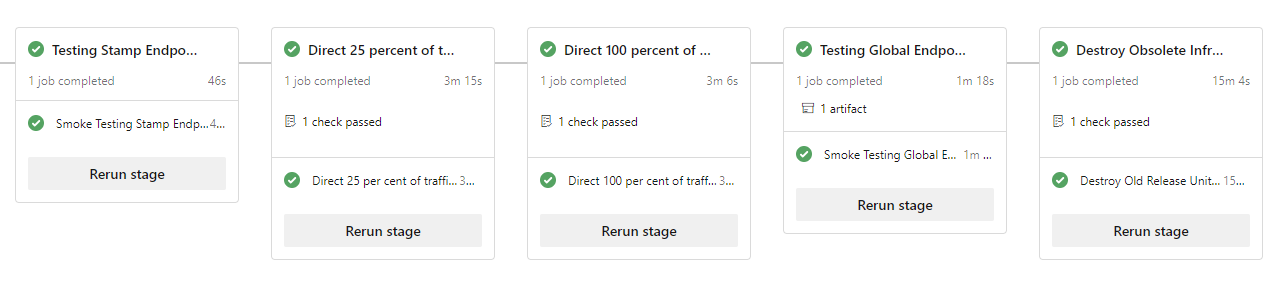 Testing Stamp Endpo...
1 job completed 46s
Smoke Testing Stamp Endp... 4...
Rerun stage
Direct 25 percent of t...
1 job completed 3m 15s
1 check passed
Direct 25 per cent of traffi... 3...
Rerun stage
Direct 100 percent of ...
1 job completed 3m 6s
1 check passed
Direct 100 per cent of traff... 3...
Rerun stage
Testing Global Endpo...
1 job completed 1m 18s
1 artifact
Smoke Testing Global E... 1m ...
Rerun stage
Destroy Obsolete Infr...
1 job completed 15m 4s
1 check passed
Destroy Old Release Unit... 15...
Rerun stage